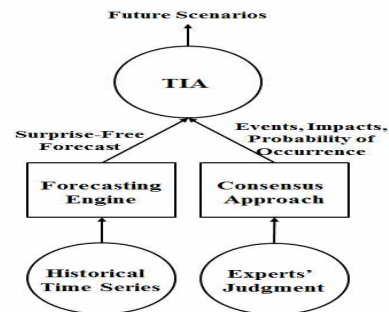 Future Scenarios
TIA
Surprise-Free
Forecast
Events, Impacts,
Probability of
Occurrence
Forecasting
Engine
Consensus
Approach
Historical
Time Series
Experts'
Judgment